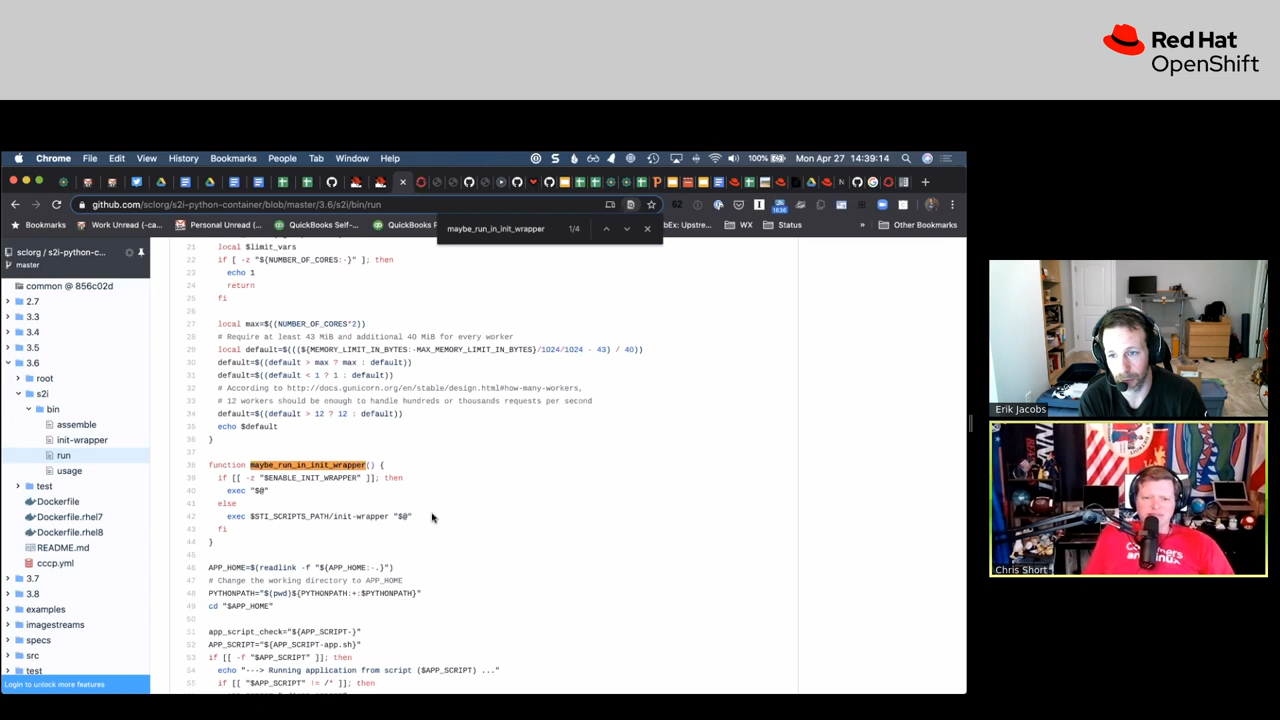 Red Hat
OpenShift
Chrome File Edit View History Bookmarks People Tab Window Help
100% Mon Apr 27 14:39:14
github.com/sclorg/s2i-python-container/blob/master/3.6/s2i/bin/run
62
1636
Bookmarks Work Unread (-ca... Personal Unread (... QuickBooks Self-... QuickBooks bEx: Upstre... WX Status » Other Bookmarks
maybe_run_in_init_wrapper 1/4
sclorg / s2i-python-c...
master
common @ 856c02d
2.7
3.3
3.4
3.5
3.6
root
s2i
bin
assemble
init-wrapper
run
usage
test
Dockerfile
Dockerfile.rhel7
Dockerfile.rhel8
README.md
cccp.yml
3.7
3.8
examples
imagestreams
specs
src
test
Login to unlock more features
21 local $limit_vars
22 if [ -z "${NUMBER_OF_CORES:-}" ]; then
23 echo 1
24 return
25 fi
26
27 local max=$((NUMBER_OF_CORES*2))
28 # Require at least 43 MiB and additional 40 MiB for every worker
29 local default=$(((${MEMORY_LIMIT_IN_BYTES:-MAX_MEMORY_LIMIT_IN_BYTES}/1024/1024 - 43) / 40))
30 default=$((default > max ? max : default))
31 default=$((default < 1 ? 1 : default))
32 # According to http://docs.gunicorn.org/en/stable/design.html#how-many-workers,
33 # 12 workers should be enough to handle hundreds or thousands requests per second
34 default=$((default > 12 ? 12 : default))
35 echo $default
36 }
37
38 function maybe_run_in_init_wrapper() {
39 if [[ -z "$ENABLE_INIT_WRAPPER" ]]; then
40 exec "$@"
41 else
42 exec $STI_SCRIPTS_PATH/init-wrapper "$@"
43 fi
44 }
45
46 APP_HOME=$(readlink -f "${APP_HOME:-.}")
47 # Change the working directory to APP_HOME
48 PYTHONPATH="$(pwd)${PYTHONPATH:+:$PYTHONPATH}"
49 cd "$APP_HOME"
50
51 app_script_check="${APP_SCRIPT-}"
52 APP_SCRIPT="${APP_SCRIPT-app.sh}"
53 if [[ -f "$APP_SCRIPT" ]]; then
54 echo "---> Running application from script ($APP_SCRIPT) ..."
55 if [[ "$APP_SCRIPT" != /* ]]; then
Erik Jacobs
Chris Short